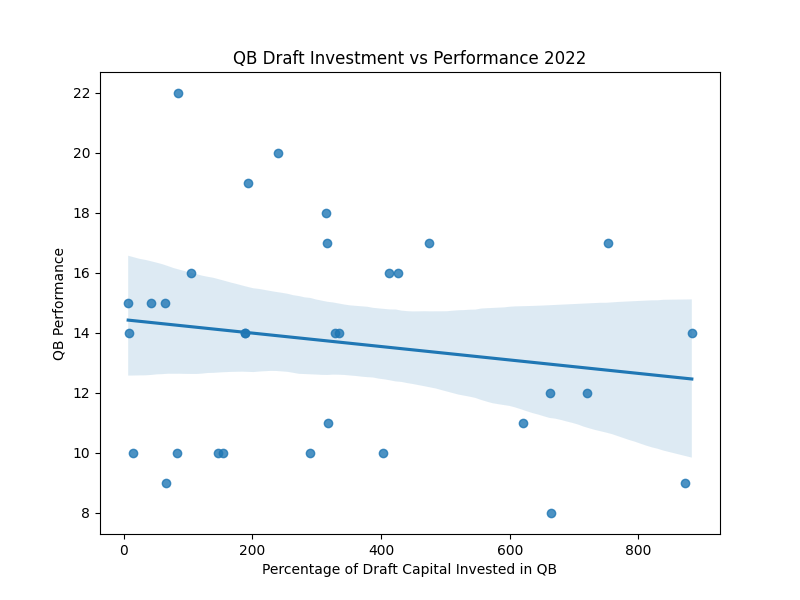 QB Draft Investment vs Performance 2022
22
20
18
16
14
12
10
8
QB Performance
0 200 400 600 800
Percentage of Draft Capital Invested in QB